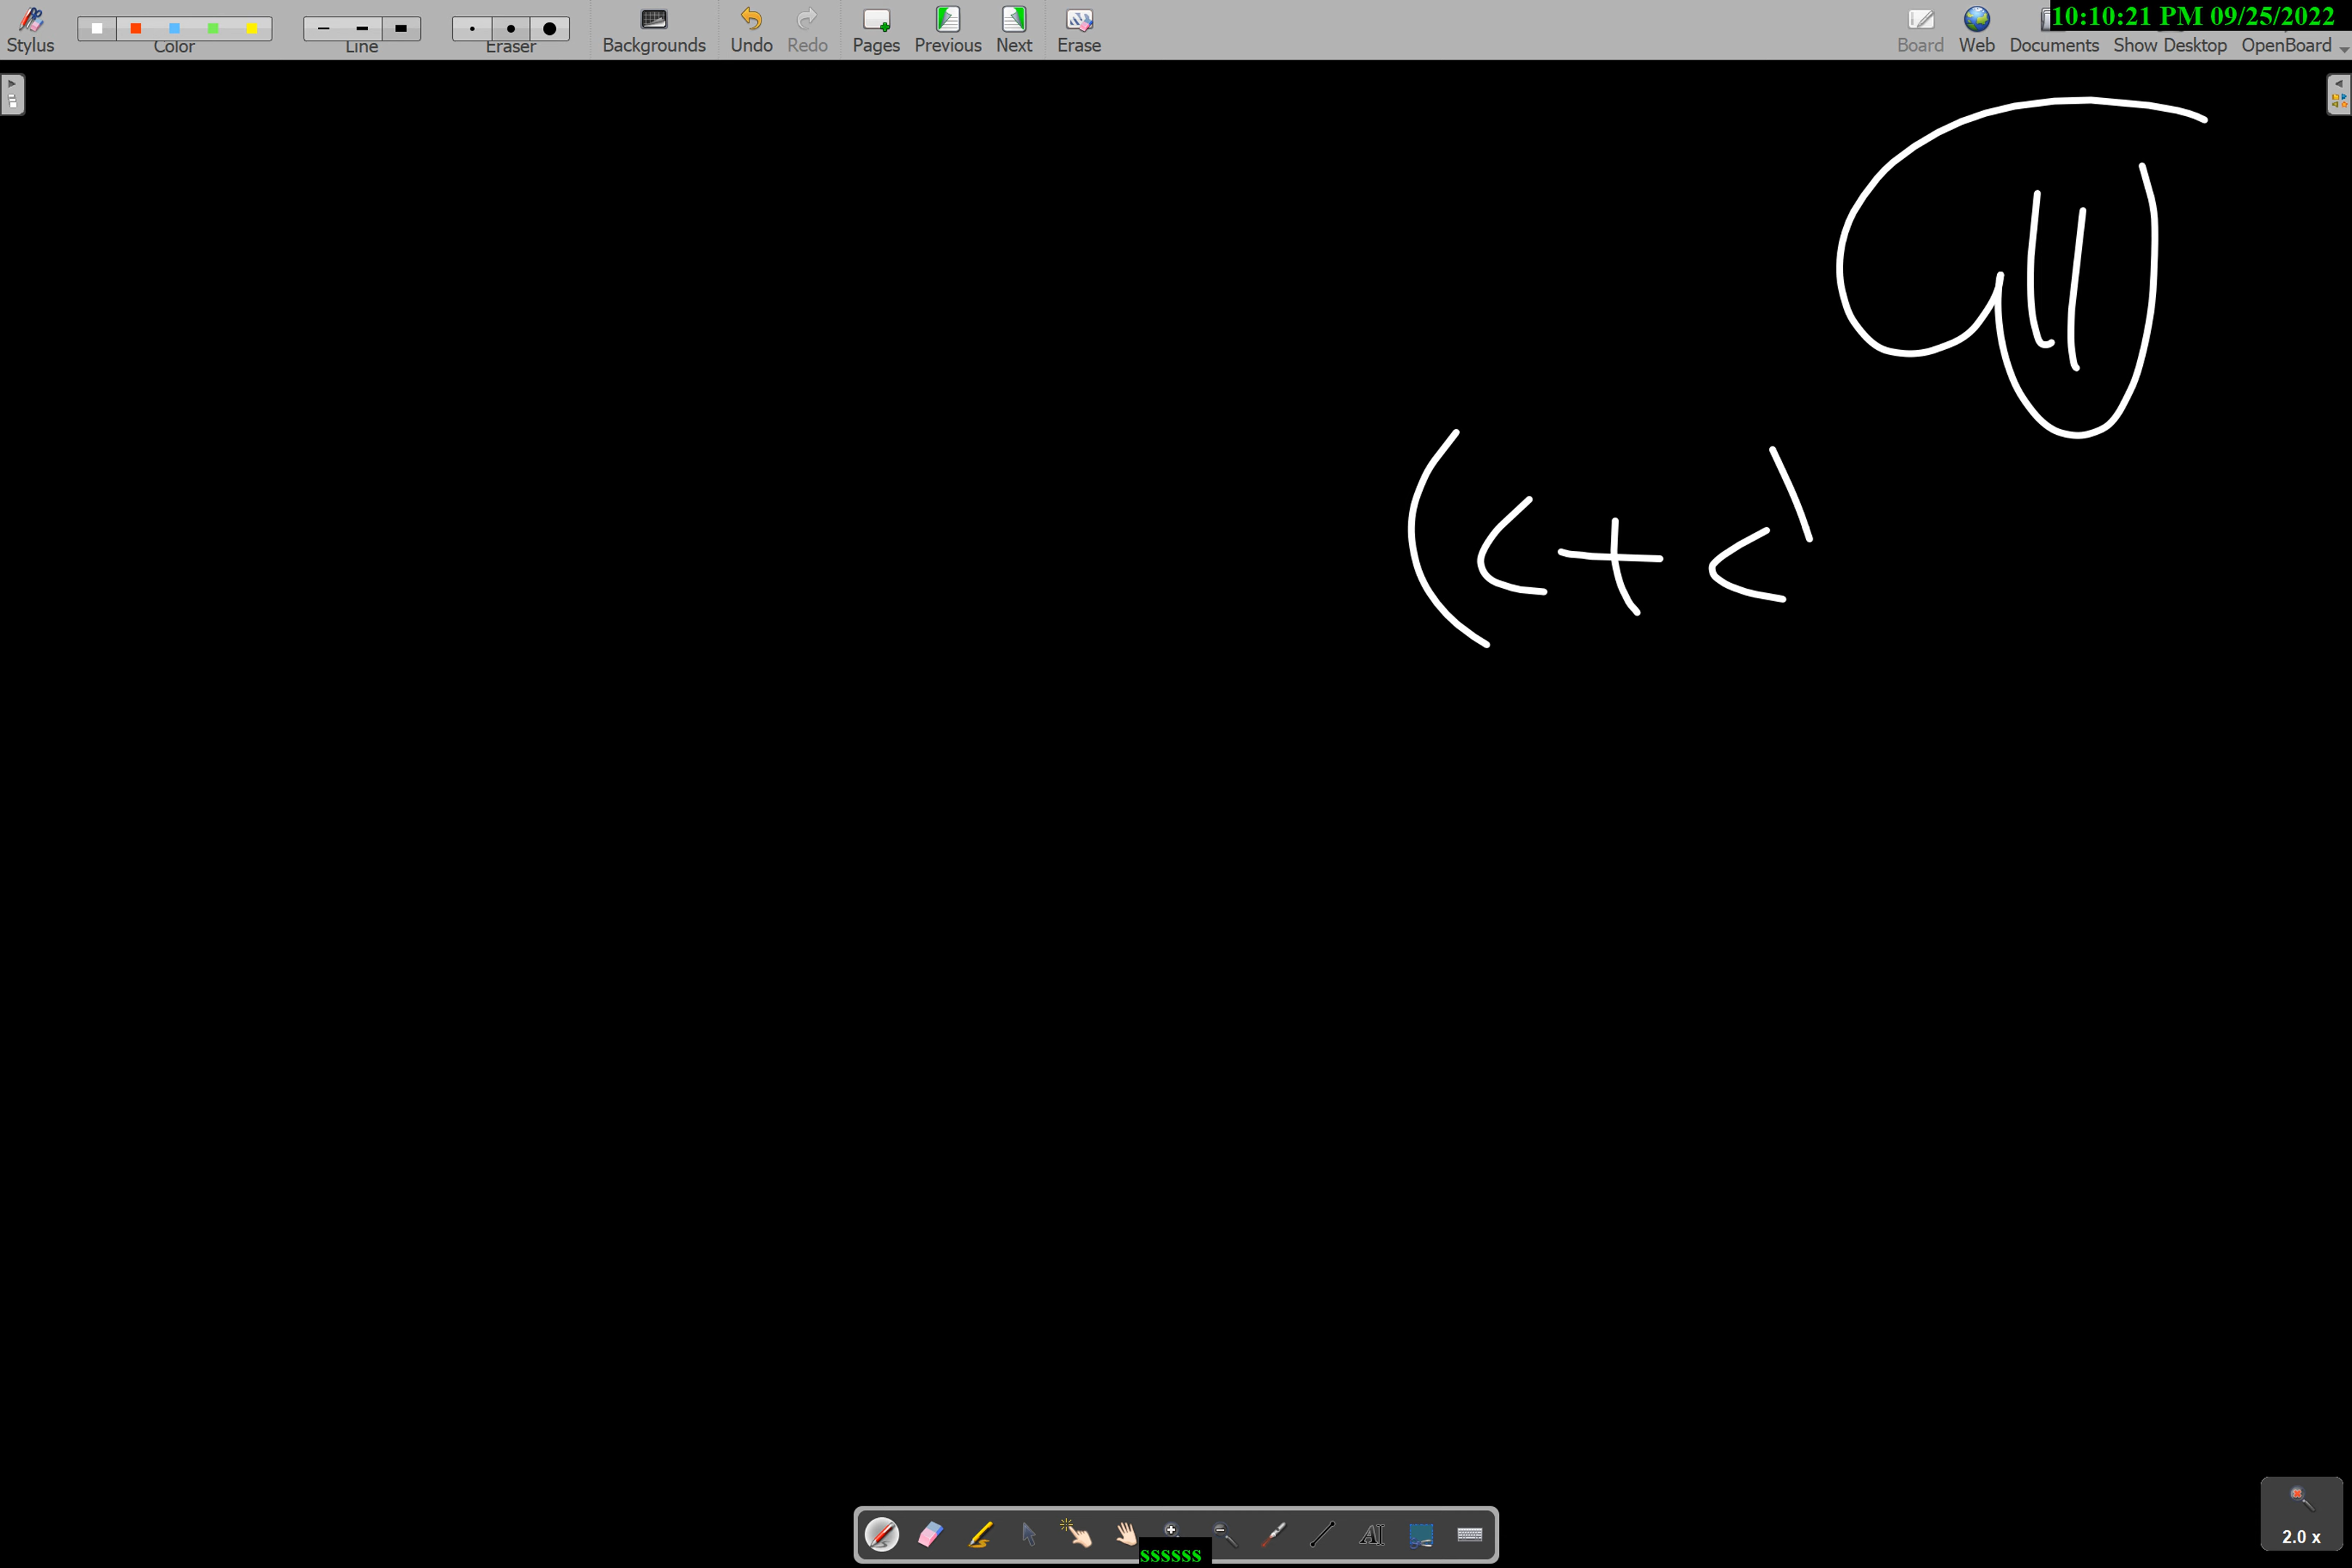 10:10:21 PM 09/25/2022
Stylus Color Line Eraser Backgrounds Undo Redo Pages Previous Next Erase Board Web Documents Show Desktop OpenBoard
11
(c + c)
2.0 x
ssssss